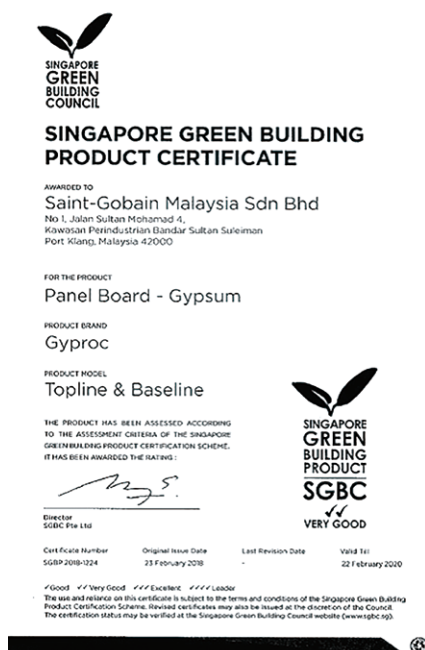 SINGAPORE
GREEN
BUILDING
COUNCIL
SINGAPORE GREEN BUILDING
PRODUCT CERTIFICATE
AWARDED TO
Saint-Gobain Malaysia Sdn Bhd
No 1, Jalan Sultan Mohamad 4,
Kawasan Perindustrian Bandar Sultan Suleiman
Port Klang, Malaysia 42000
FOR THE PRODUCT
Panel Board - Gypsum
PRODUCT BRAND
Gyproc
PRODUCT MODEL
Topline & Baseline
THE PRODUCT HAS BEEN ASSESSED ACCORDING
TO THE ASSESSMENT CRITERIA OF THE SINGAPORE
GREEN BUILDING PRODUCT CERTIFICATION SCHEME.
IT HAS BEEN AWARDED THE RATING :
SINGAPORE
GREEN
BUILDING
PRODUCT
SGBC
✓✓
VERY GOOD
Director
SGBC Pte Ltd
Certificate Number Original Issue Date Last Revision Date Valid Til
SGBP 2018-1224 23 February 2018 - 22 February 2020
✓Good ✓✓Very Good ✓✓✓Excellent ✓✓✓✓Leader
The use and reliance on this certificate is subject to the terms and conditions of the Singapore Green Building
Product Certification Scheme. Revised certificates may also be issued at the discretion of the Council.
The certification status may be verified at the Singapore Green Building Council website (www.sgbc.sg).